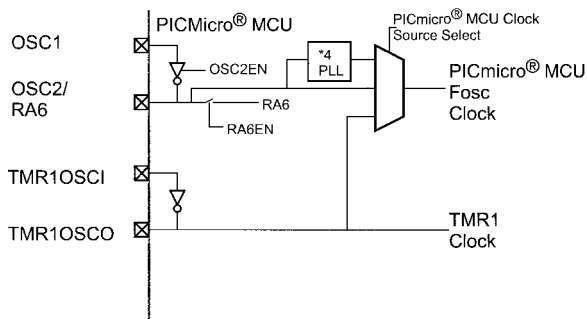 PICMicro® MCU
OSC1
OSC2EN
OSC2/
RA6
RA6
RA6EN
*4
PLL
PICmicro® MCU Clock
Source Select
PICmicro® MCU
Fosc
Clock
TMR1OSCI
TMR1OSCO
TMR1
Clock